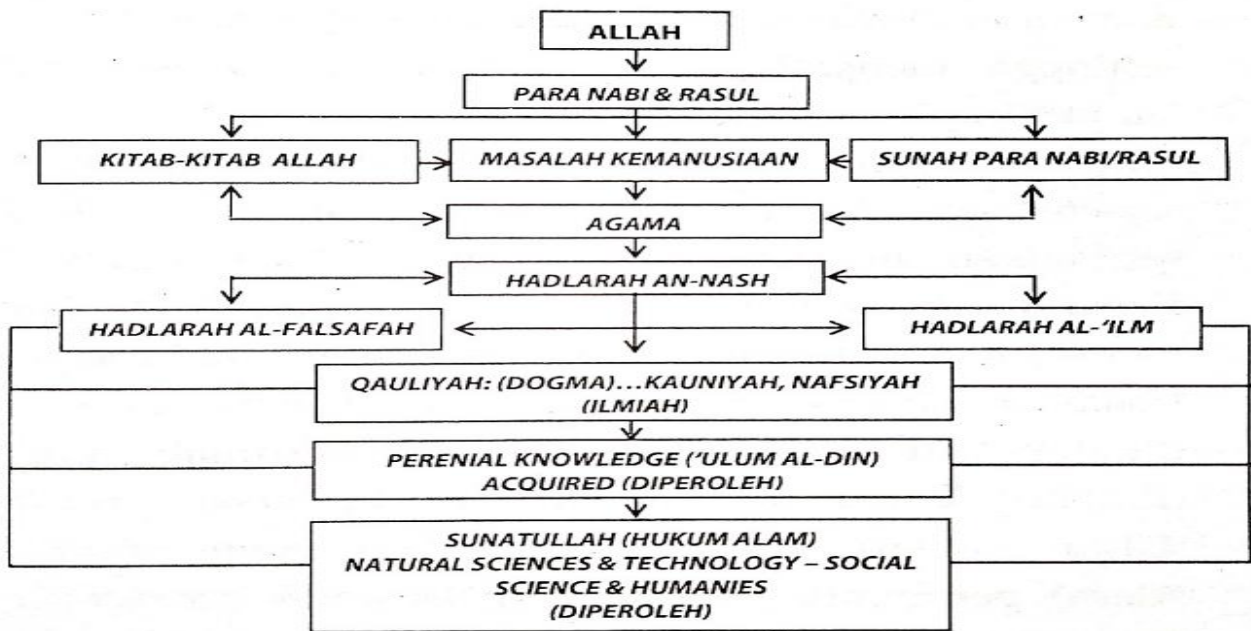 ALLAH
PARA NABI & RASUL
KITAB-KITAB ALLAH
MASALAH KEMANUSIAAN
SUNAH PARA NABI/RASUL
AGAMA
HADLARAH AN-NASH
HADLARAH AL-FALSAFAH
HADLARAH AL-‘ILM
QAULIYAH: (DOGMA)...KAUNIYAH, NAFSIYAH
(ILMIAH)
PERENIAL KNOWLEDGE (‘ULUM AL-DIN)
ACQUIRED (DIPEROLEH)
SUNATULLAH (HUKUM ALAM)
NATURAL SCIENCES & TECHNOLOGY – SOCIAL
SCIENCE & HUMANIES
(DIPEROLEH)